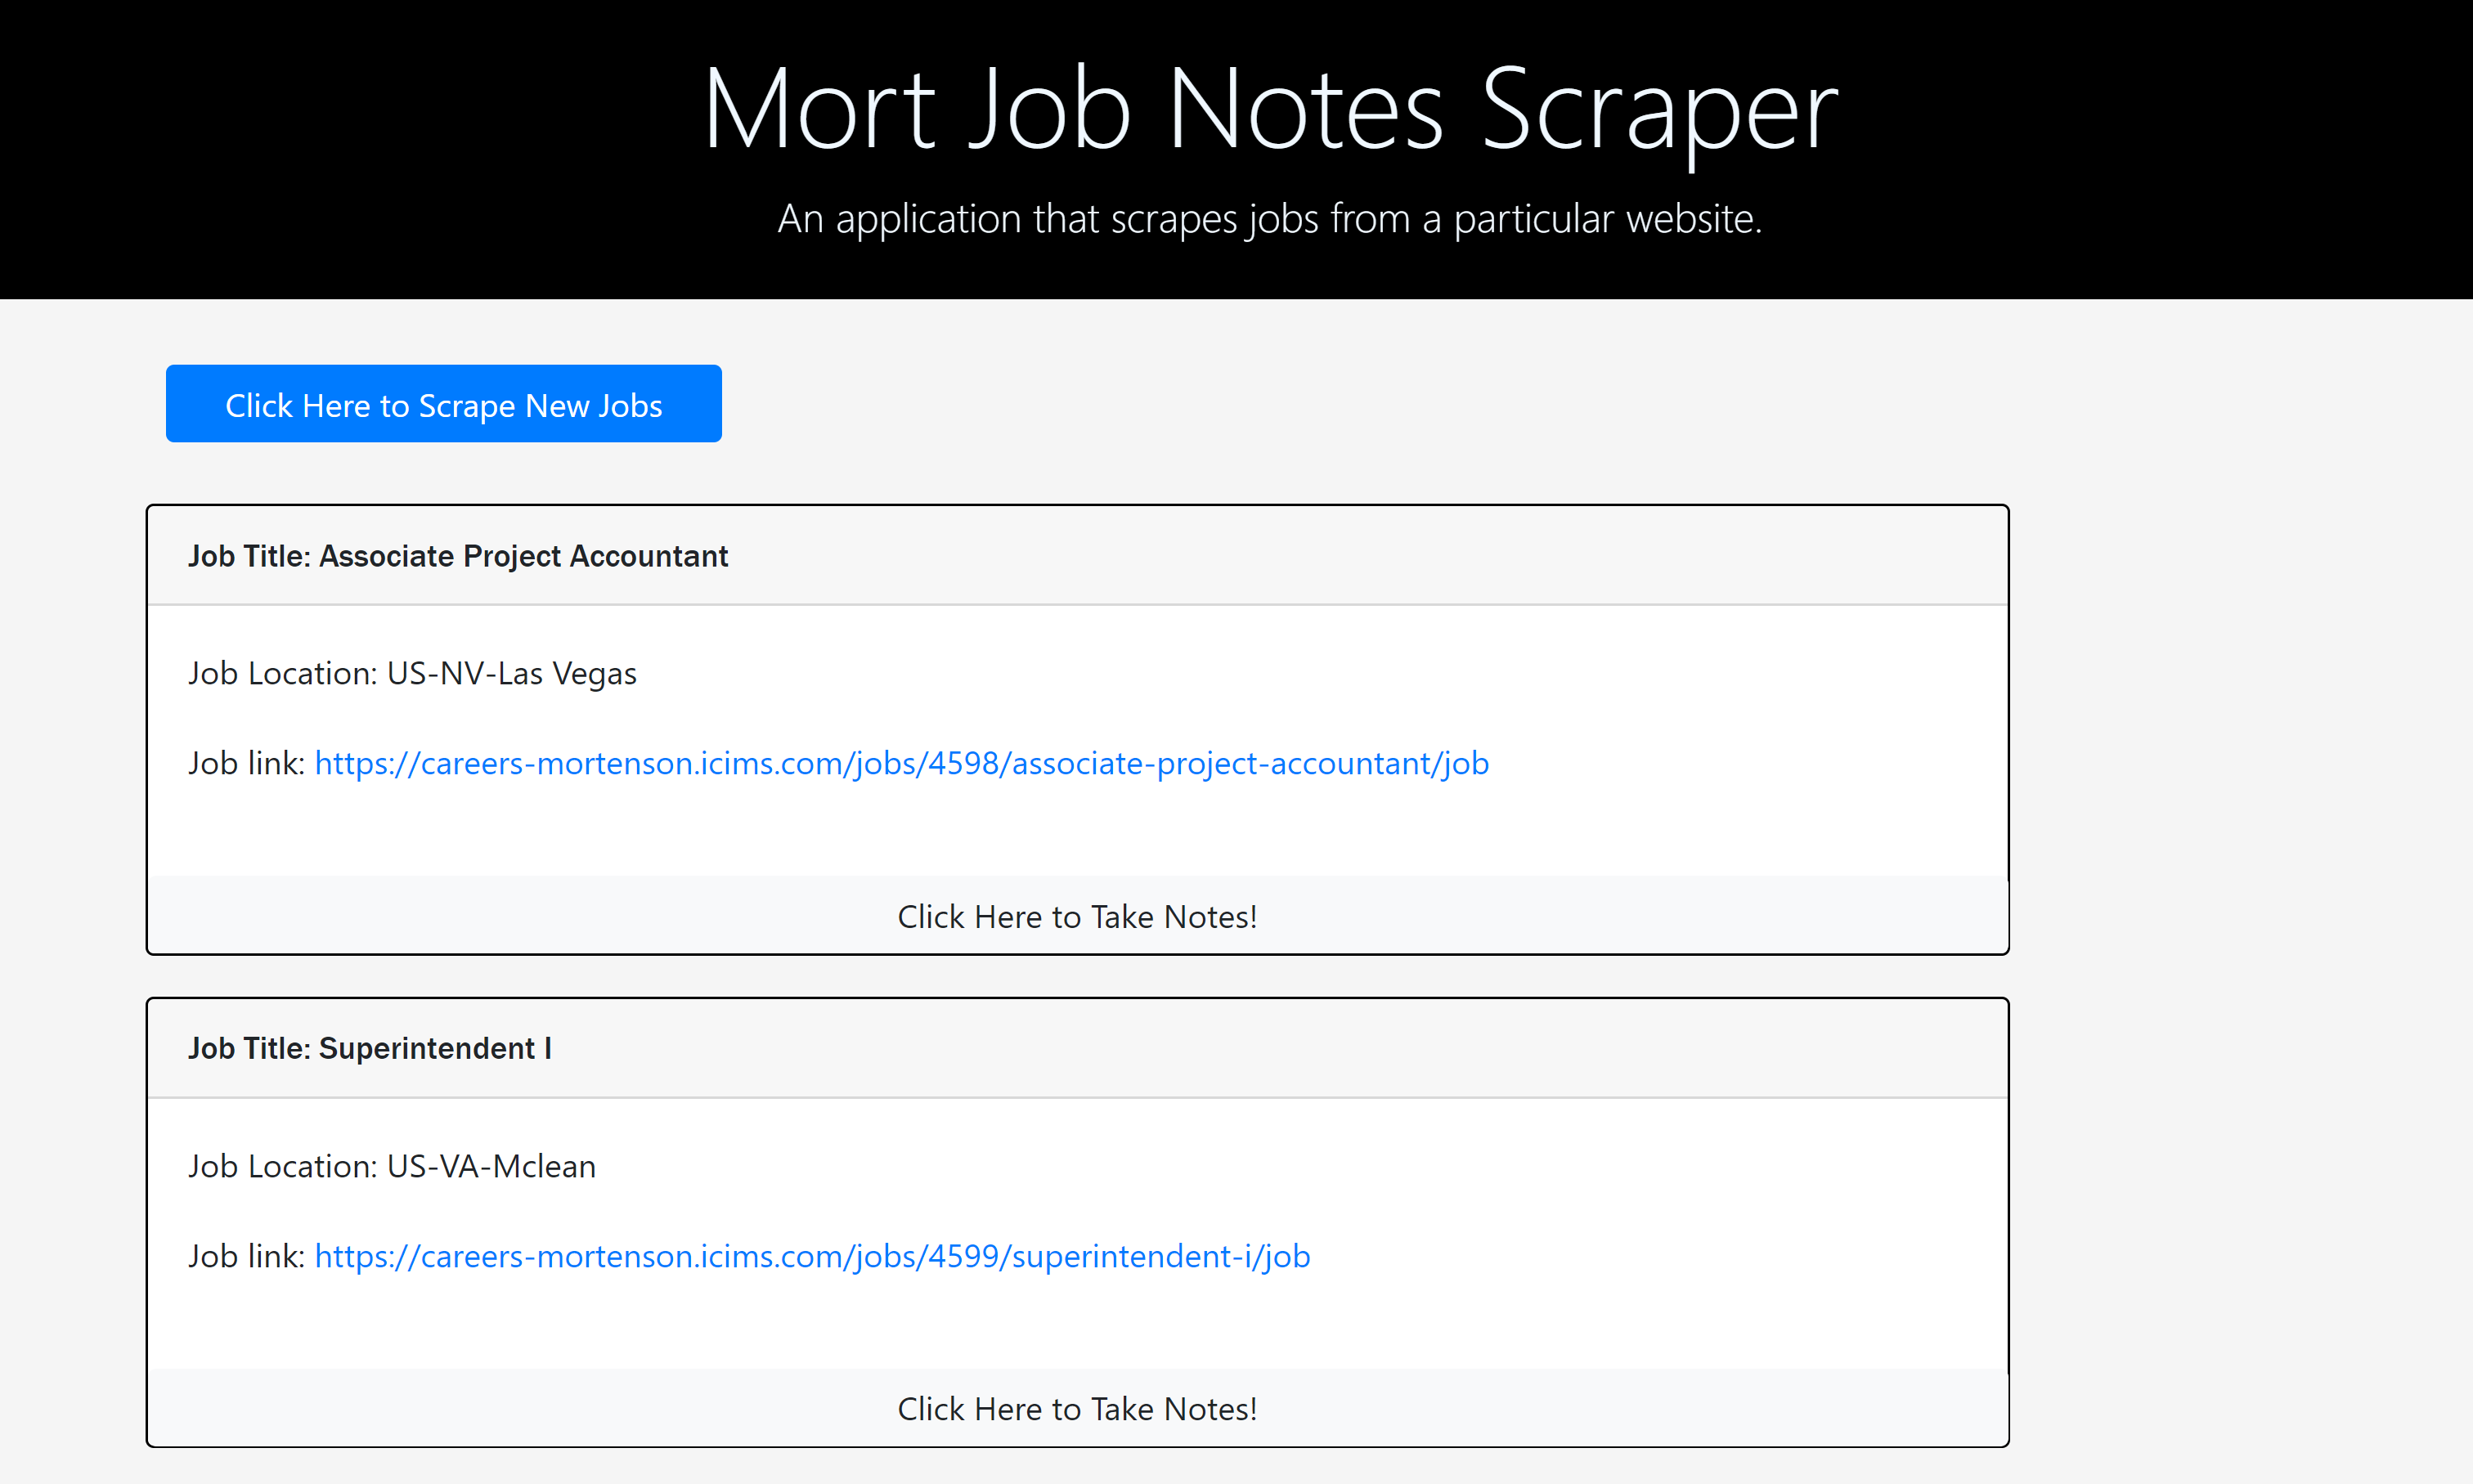 Mort Job Notes Scraper
An application that scrapes jobs from a particular website.
Click Here to Scrape New Jobs
Job Title: Associate Project Accountant
Job Location: US-NV-Las Vegas
Job link: https://careers-mortenson.icims.com/jobs/4598/associate-project-accountant/job
Click Here to Take Notes!
Job Title: Superintendent I
Job Location: US-VA-Mclean
Job link: https://careers-mortenson.icims.com/jobs/4599/superintendent-i/job
Click Here to Take Notes!